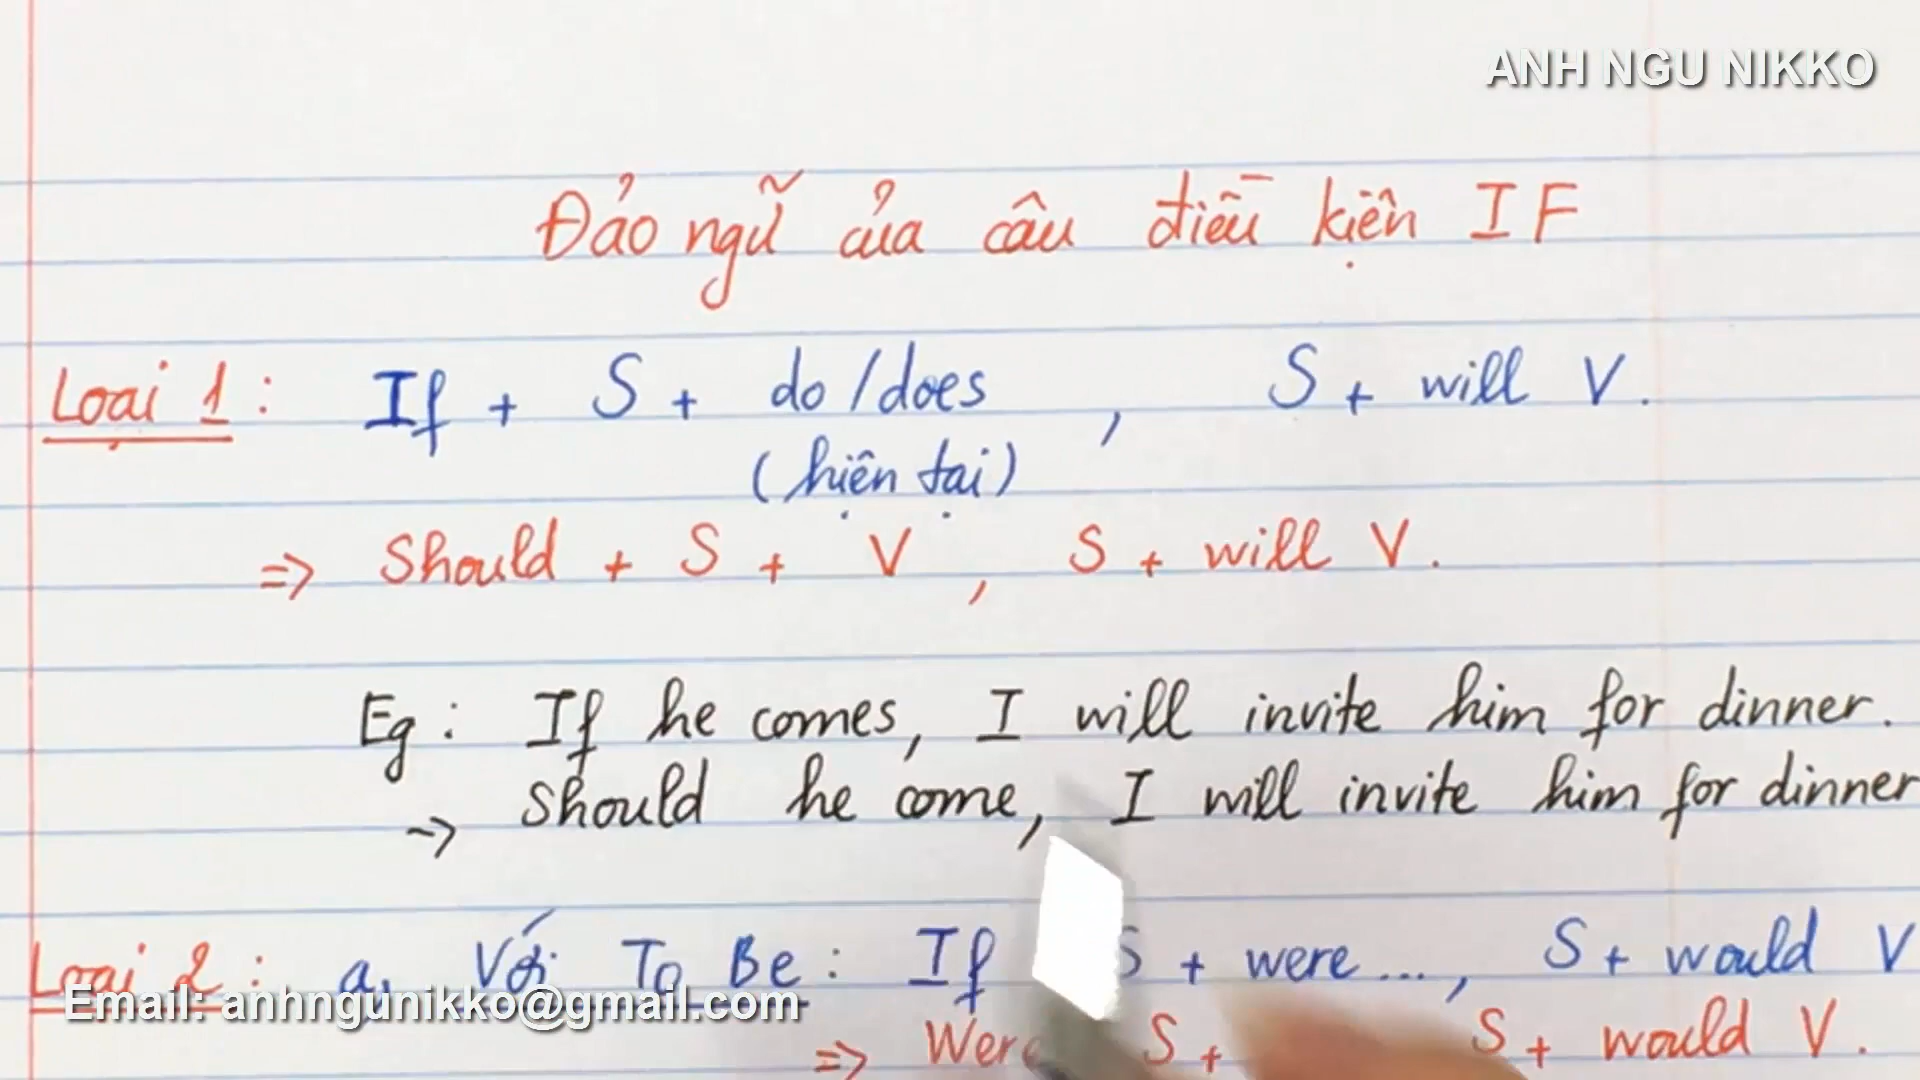 ANH NGU NIKKO
Đảo ngữ của câu điều kiện IF
Loại 1 : If + S + do/does , S + will V.
(hiện tại)
=> Should + S + V , S + will V.
Eg : If he comes, I will invite him for dinner.
-> Should he come, I will invite him for dinner
Loại 2 : a, Với To Be : If S + were ..., S + would V
Email: anhngunikko@gmail.com
=> Were S + S + would V.